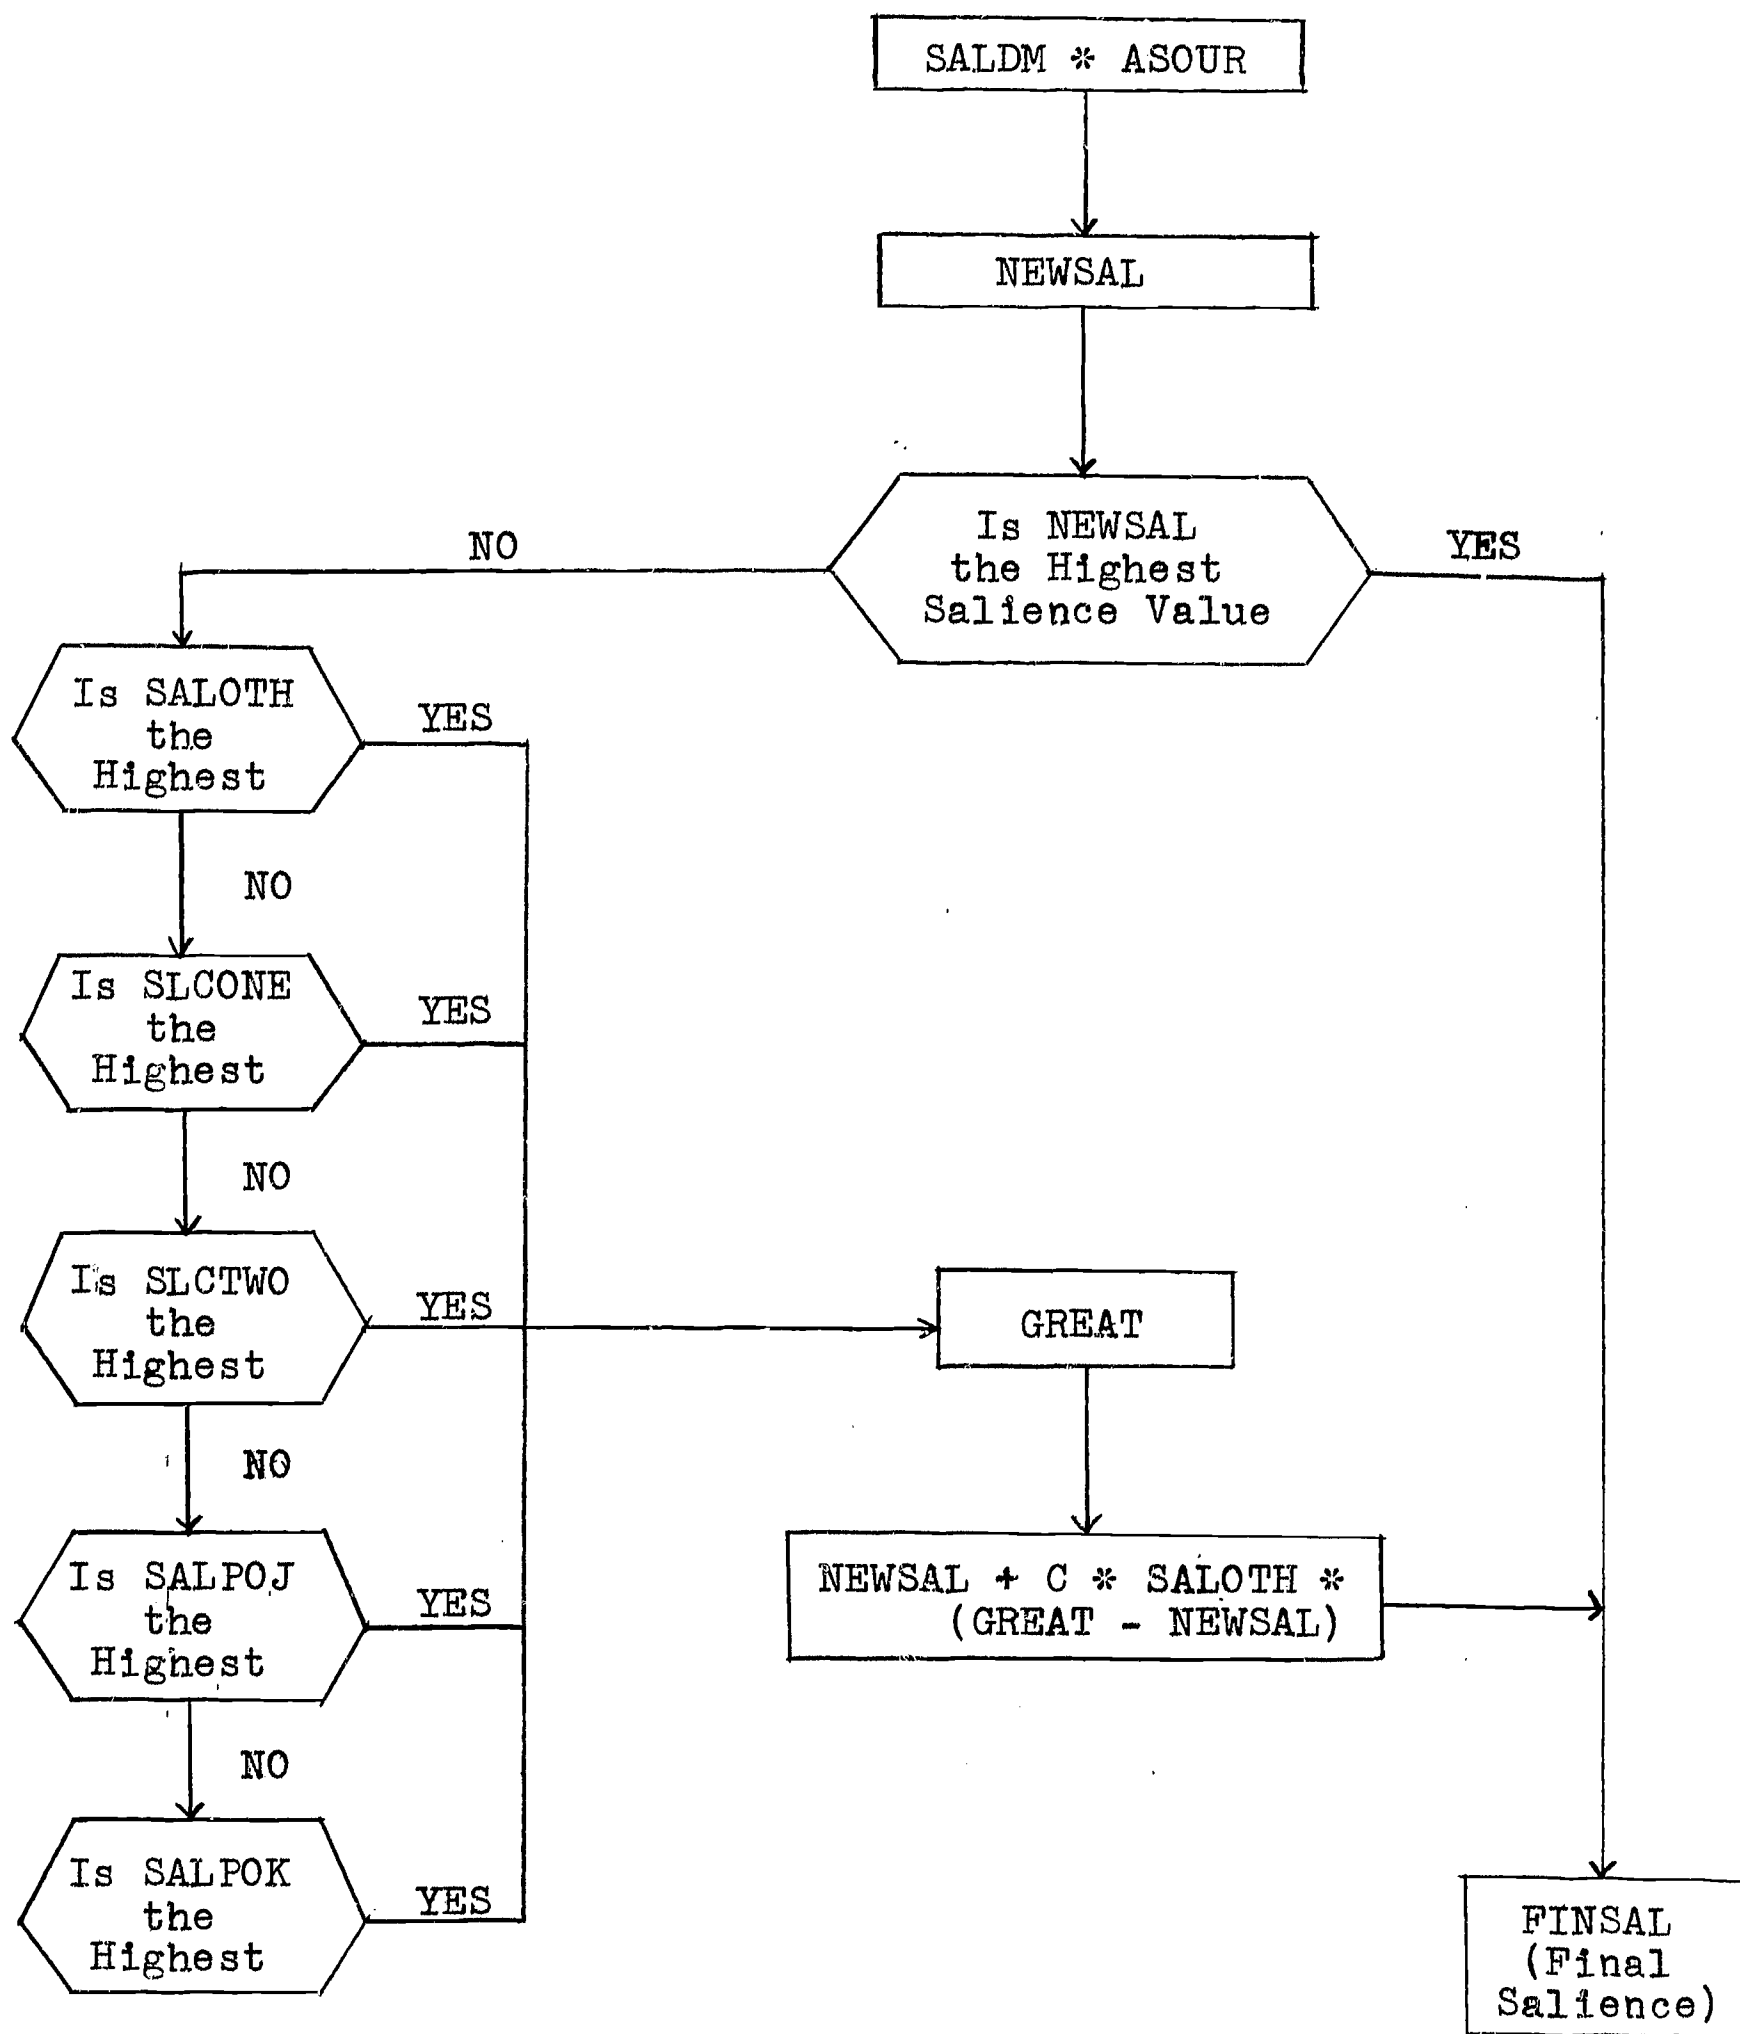 SALDM * ASOUR
NEWSAL
Is NEWSAL
the Highest
Salience Value
NO
YES
Is SALOTH
the
Highest
YES
NO
Is SLCONE
the
Highest
YES
NO
Is SLCTWO
the
Highest
YES
GREAT
NO
NEWSAL + C * SALOTH *
(GREAT - NEWSAL)
Is SALPOJ
the
Highest
YES
NO
Is SALPOK
the
Highest
YES
FINSAL
(Final
Salience)